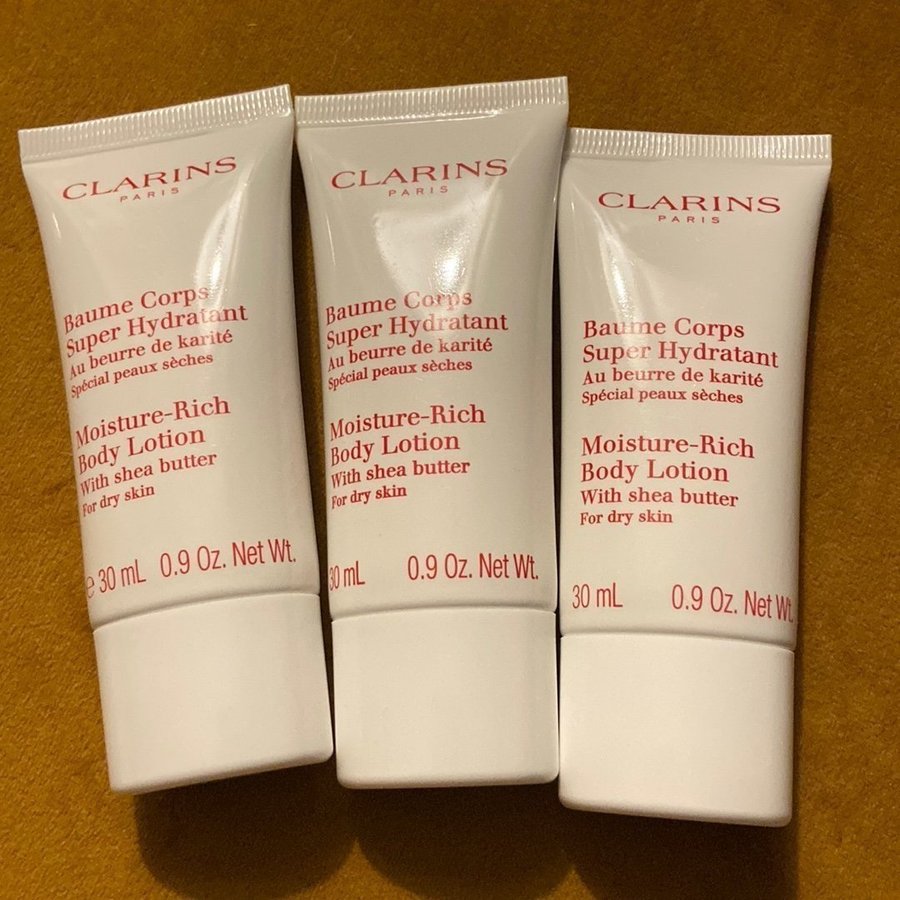 CLARINS
PARIS
Baume Corps
Super Hydratant
Au beurre de karité
Spécial peaux sèches
Moisture-Rich
Body Lotion
With shea butter
For dry skin
e 30 mL 0.9 Oz. Net Wt.
CLARINS
PARIS
Baume Corps
Super Hydratant
Au beurre de karité
Spécial peaux sèches
Moisture-Rich
Body Lotion
With shea butter
For dry skin
30 mL 0.9 Oz. Net Wt.
CLARINS
PARIS
Baume Corps
Super Hydratant
Au beurre de karité
Spécial peaux sèches
Moisture-Rich
Body Lotion
With shea butter
For dry skin
30 mL 0.9 Oz. Net Wt.